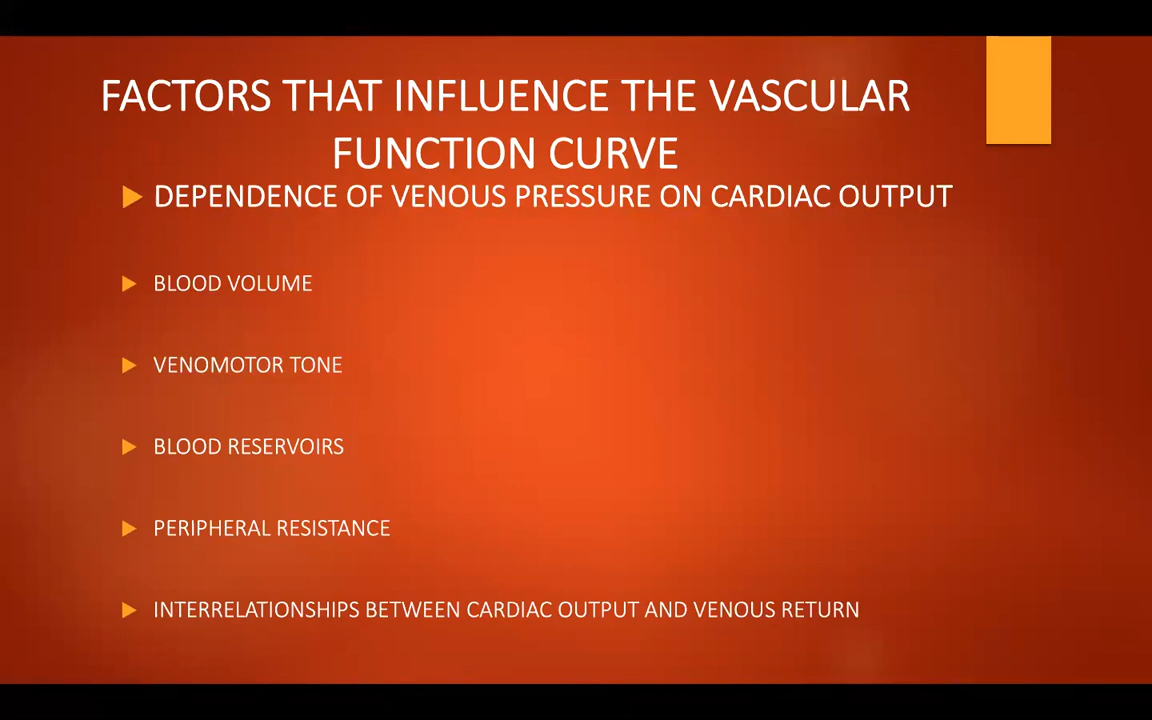 FACTORS THAT INFLUENCE THE VASCULAR
FUNCTION CURVE
DEPENDENCE OF VENOUS PRESSURE ON CARDIAC OUTPUT
BLOOD VOLUME
VENOMOTOR TONE
BLOOD RESERVOIRS
PERIPHERAL RESISTANCE
INTERRELATIONSHIPS BETWEEN CARDIAC OUTPUT AND VENOUS RETURN